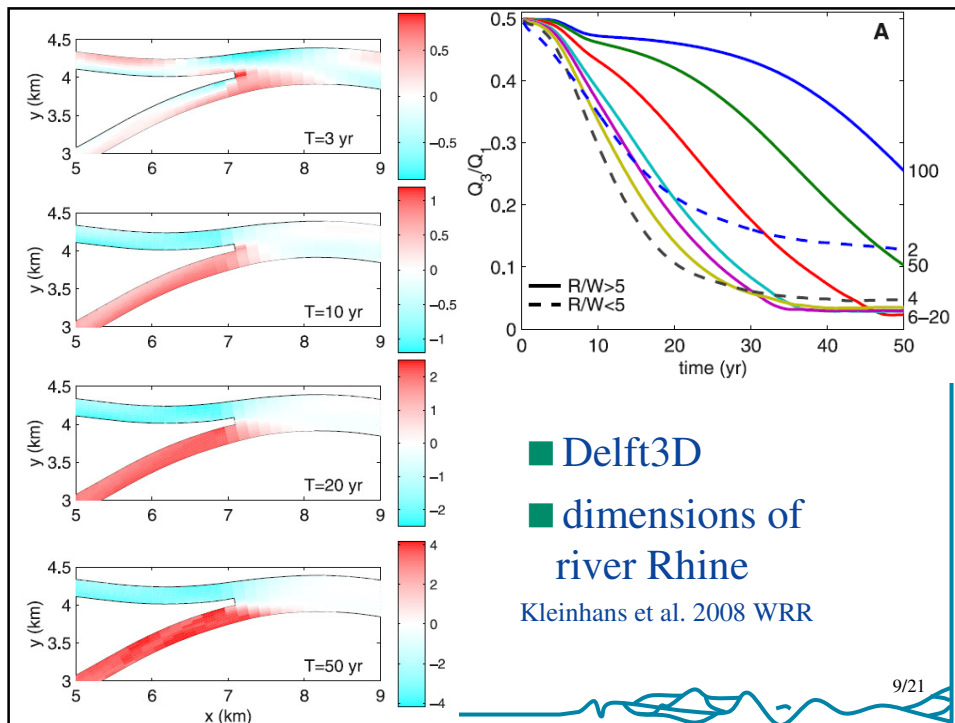 4.5
4
3.5
3
y (km)
5 6 7 8 9
T=3 yr
0.5
0
−0.5
4.5
4
3.5
3
y (km)
5 6 7 8 9
T=10 yr
1
0.5
0
−0.5
−1
4.5
4
3.5
3
y (km)
5 6 7 8 9
T=20 yr
2
1
0
−1
−2
4.5
4
3.5
3
y (km)
5 6 7 8 9
x (km)
T=50 yr
4
2
0
−2
−4
A
0.5
0.4
0.3
0.2
0.1
0
Q3/Q1
0 10 20 30 40 50
time (yr)
R/W>5
R/W<5
100
2
50
4
6−20
Delft3D
dimensions of
river Rhine
Kleinhans et al. 2008 WRR
9/21